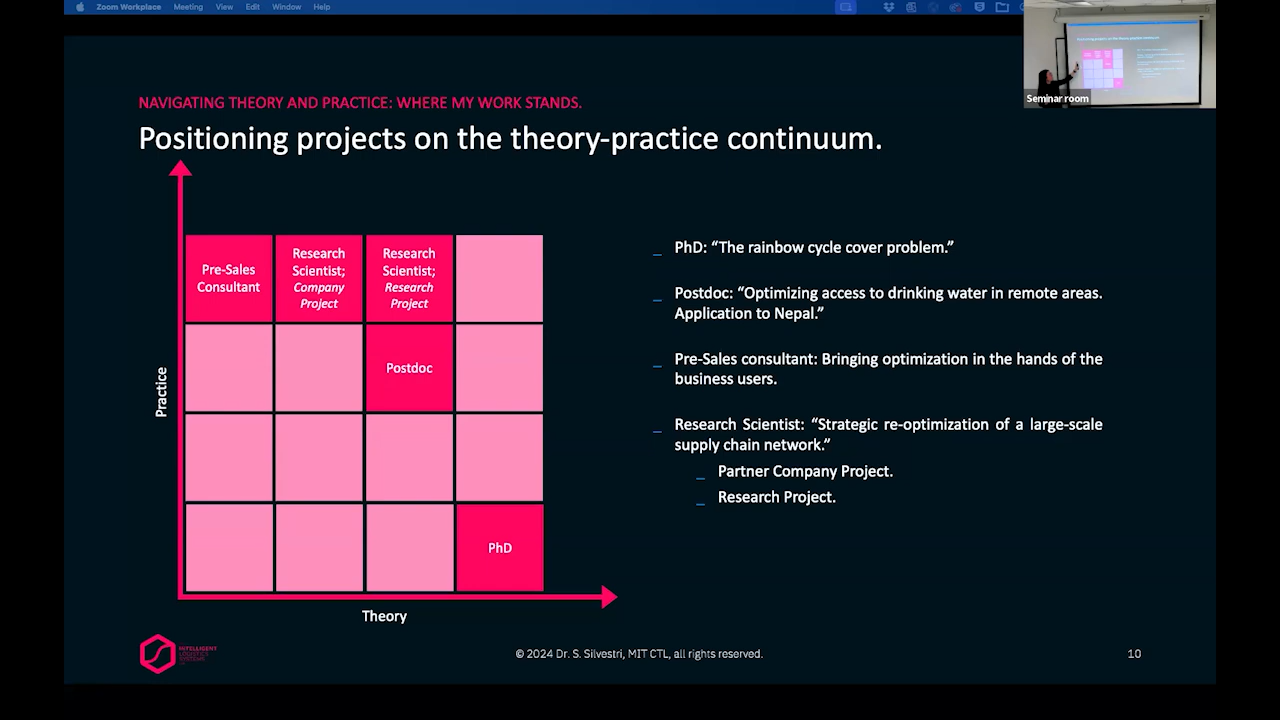 Zoom Workplace Meeting View Edit Window Help
Seminar room
NAVIGATING THEORY AND PRACTICE: WHERE MY WORK STANDS.
Positioning projects on the theory-practice continuum.
Practice
Pre-Sales
Consultant
Research
Scientist;
Company
Project
Research
Scientist;
Research
Project
Postdoc
PhD
Theory
_ PhD: “The rainbow cycle cover problem.”
_ Postdoc: “Optimizing access to drinking water in remote areas.
Application to Nepal.”
_ Pre-Sales consultant: Bringing optimization in the hands of the
business users.
_ Research Scientist: “Strategic re-optimization of a large-scale
supply chain network.”
_ Partner Company Project.
_ Research Project.
INTELLIGENT
LOGISTICS
SYSTEMS
© 2024 Dr. S. Silvestri, MIT CTL, all rights reserved.
10